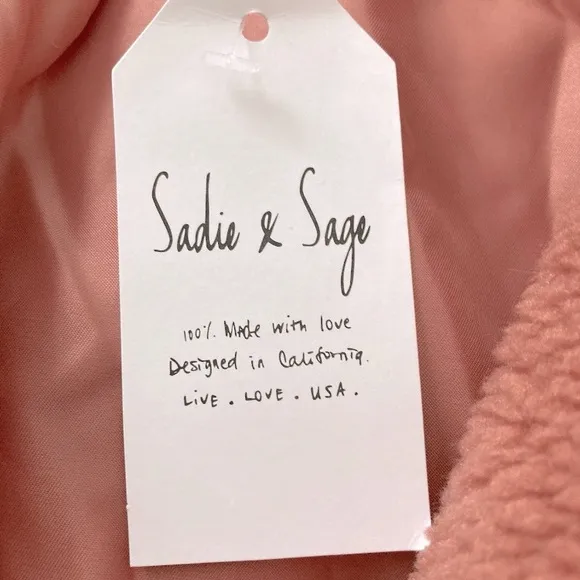 Sadie & Sage
100% Made with love
Designed in California.
LIVE . LOVE . USA .